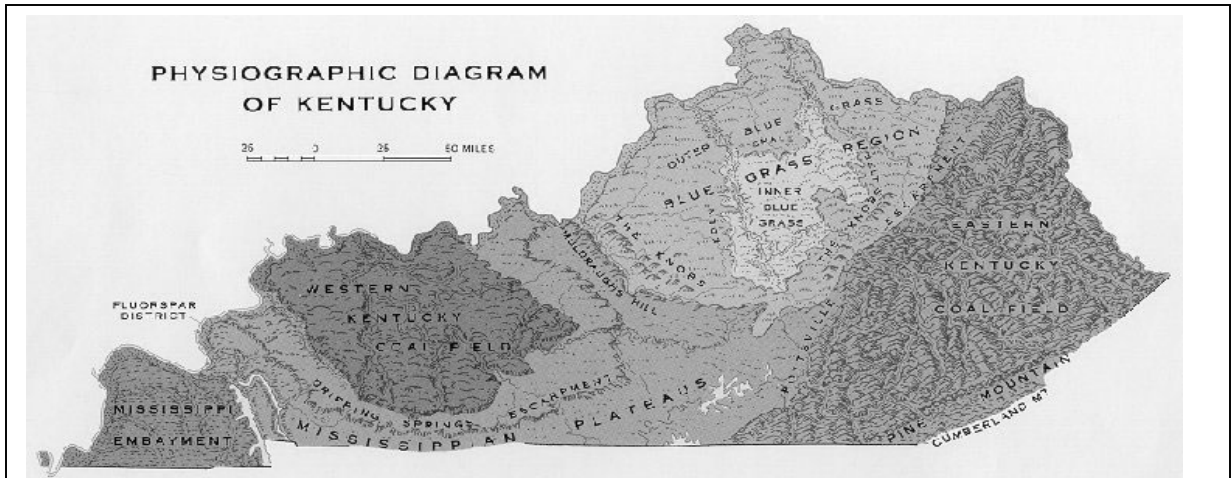 PHYSIOGRAPHIC DIAGRAM
OF KENTUCKY
25 0 25 50 MILES
OUTER
BLUE
GRASS
BLUE GRASS REGION
INNER
BLUE
GRASS
THE KNOBS
THE KNOBS
ESCARPMENT
MULDRAUGHS HILL
EASTERN
KENTUCKY
COAL FIELD
WESTERN
KENTUCKY
COAL FIELD
FLUORSPAR
DISTRICT
DRIPPING SPRINGS ESCARPMENT
MISSISSIPPIAN PLATEAUS
MISSISSIPPI
EMBAYMENT
PINE MOUNTAIN
CUMBERLAND MT